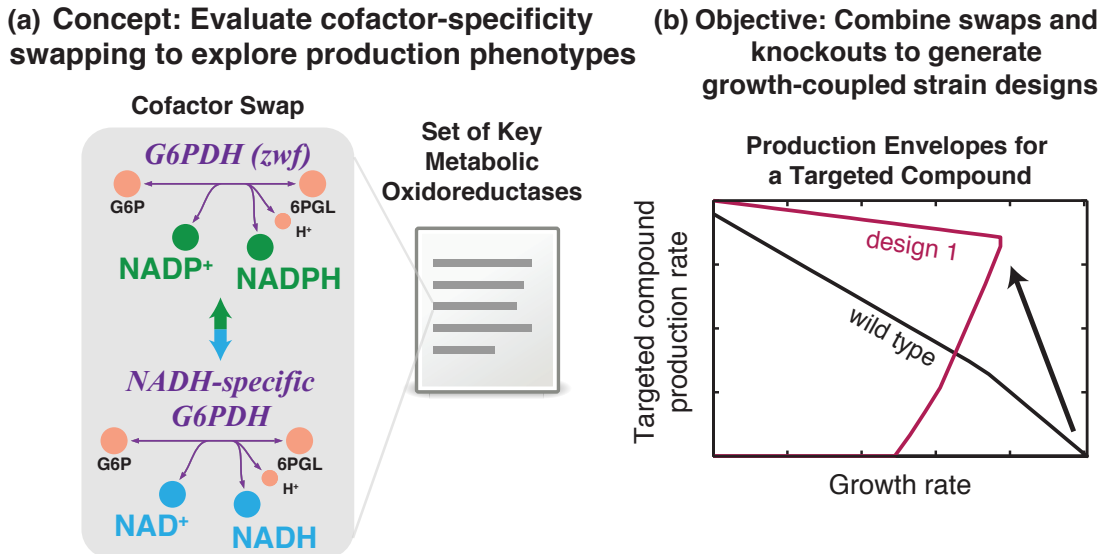 (a) Concept: Evaluate cofactor-specificity
swapping to explore production phenotypes
Cofactor Swap
G6PDH (zwf)
G6P
6PGL
H⁺
NADP⁺
NADPH
NADH-specific
G6PDH
G6P
6PGL
H⁺
NAD⁺
NADH
Set of Key
Metabolic
Oxidoreductases
(b) Objective: Combine swaps and
knockouts to generate
growth-coupled strain designs
Production Envelopes for
a Targeted Compound
Targeted compound
production rate
design 1
wild type
Growth rate